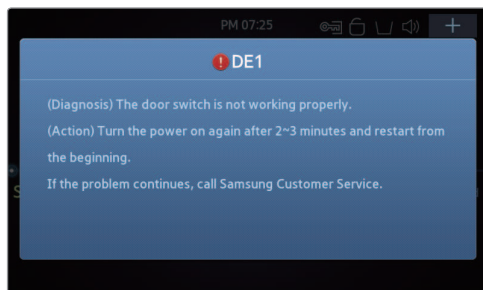 PM 07:25
DE1
(Diagnosis) The door switch is not working properly.
(Action) Turn the power on again after 2~3 minutes and restart from
the beginning.
If the problem continues, call Samsung Customer Service.